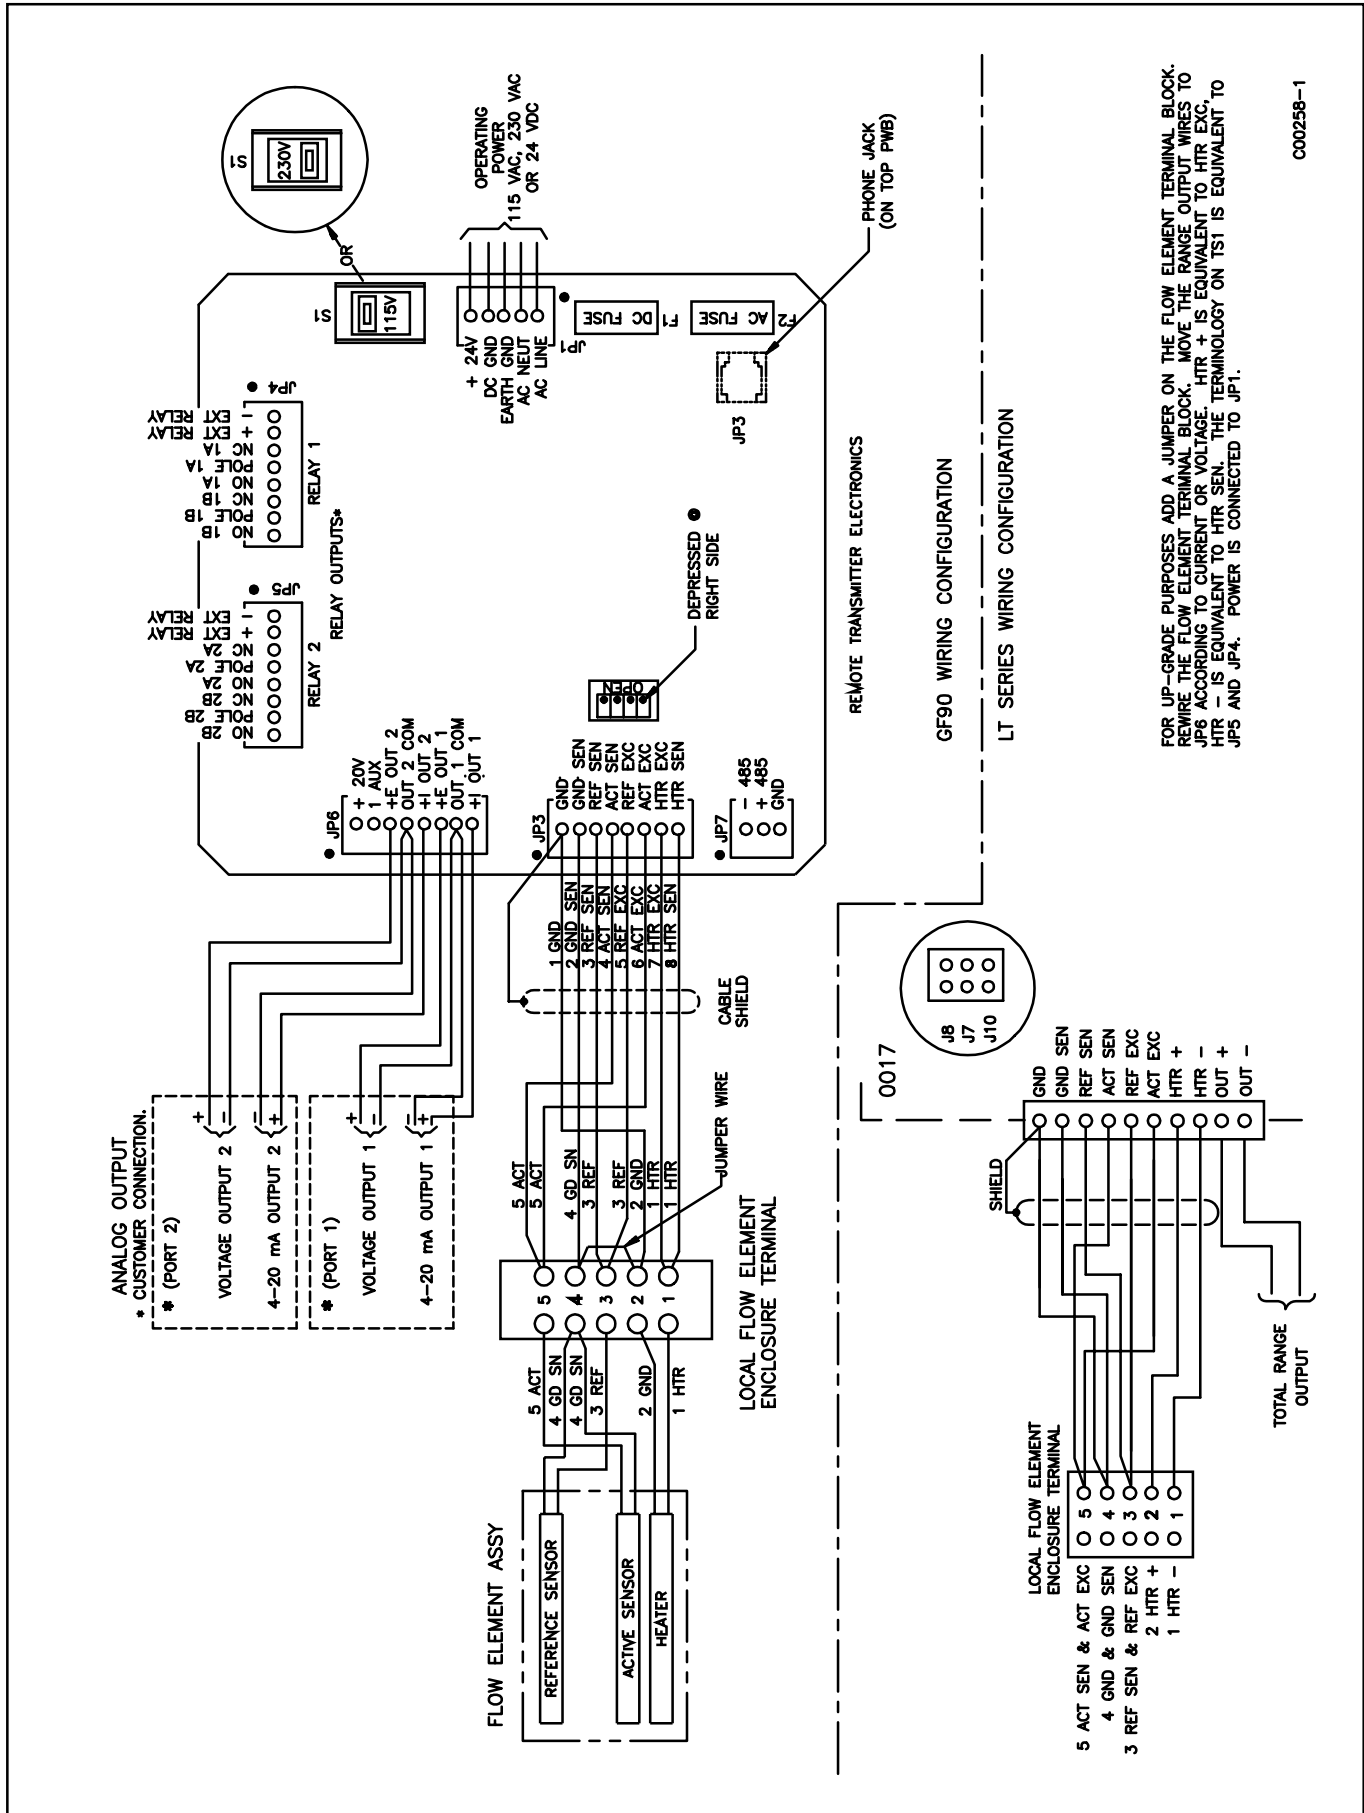 ANALOG OUTPUT
* CUSTOMER CONNECTION.
* (PORT 2)
VOLTAGE OUTPUT 2
+
-
4-20 mA OUTPUT 2
-
+
* (PORT 1)
VOLTAGE OUTPUT 1
+
-
4-20 mA OUTPUT 1
-
+
JP6
+ 20V
1 AUX
+E OUT 2
OUT 2 COM
+I OUT 2
+E OUT 1
OUT 1 COM
+I OUT 1
NO 2B
POLE 2B
NC 2B
NO 2A
POLE 2A
NC 2A
+ EXT RELAY
- EXT RELAY
JP5
RELAY 2
RELAY OUTPUTS*
NO 1B
POLE 1B
NC 1B
NO 1A
POLE 1A
NC 1A
+ EXT RELAY
- EXT RELAY
JP4
RELAY 1
S1
115V
OR
S1
230V
OPERATING
POWER
115 VAC, 230 VAC
OR 24 VDC
+ 24V
DC GND
EARTH GND
AC NEUT
AC LINE
JP1
DC FUSE
F1
AC FUSE
F2
JP3
PHONE JACK
(ON TOP PWB)
OPEN
DEPRESSED
RIGHT SIDE
JP3
GND
GND SEN
REF SEN
ACT SEN
REF EXC
ACT EXC
HTR EXC
HTR SEN
JP7
- 485
+ 485
GND
1 GND
2 GND SEN
3 REF SEN
4 ACT SEN
5 REF EXC
6 ACT EXC
7 HTR EXC
8 HTR SEN
CABLE
SHIELD
5 ACT
5 ACT
4 GD SN
3 REF
3 REF
2 GND
1 HTR
1 HTR
JUMPER WIRE
5
4
3
2
1
LOCAL FLOW ELEMENT
ENCLOSURE TERMINAL
5 ACT
4 GD SN
4 GD SN
3 REF
2 GND
1 HTR
FLOW ELEMENT ASSY
REFERENCE SENSOR
ACTIVE SENSOR
HEATER
REMOTE TRANSMITTER ELECTRONICS
GF90 WIRING CONFIGURATION
LT SERIES WIRING CONFIGURATION
0017
J8
J7
J10
GND
GND SEN
REF SEN
ACT SEN
REF EXC
ACT EXC
HTR +
HTR -
OUT +
OUT -
SHIELD
TOTAL RANGE
OUTPUT
LOCAL FLOW ELEMENT
ENCLOSURE TERMINAL
5
4
3
2
1
5 ACT SEN & ACT EXC
4 GND & GND SEN
3 REF SEN & REF EXC
2 HTR +
1 HTR -
FOR UP-GRADE PURPOSES ADD A JUMPER ON THE FLOW ELEMENT TERMINAL BLOCK.
REWIRE THE FLOW ELEMENT TERIMNAL BLOCK. MOVE THE RANGE OUTPUT WIRES TO
JP6 ACCORDING TO CURRENT OR VOLTAGE. HTR + IS EQUIVALENT TO HTR EXC,
HTR - IS EQUIVALENT TO HTR SEN. THE TERMINOLOGY ON TS1 IS EQUIVALENT TO
JP5 AND JP4. POWER IS CONNECTED TO JP1.
C00258-1